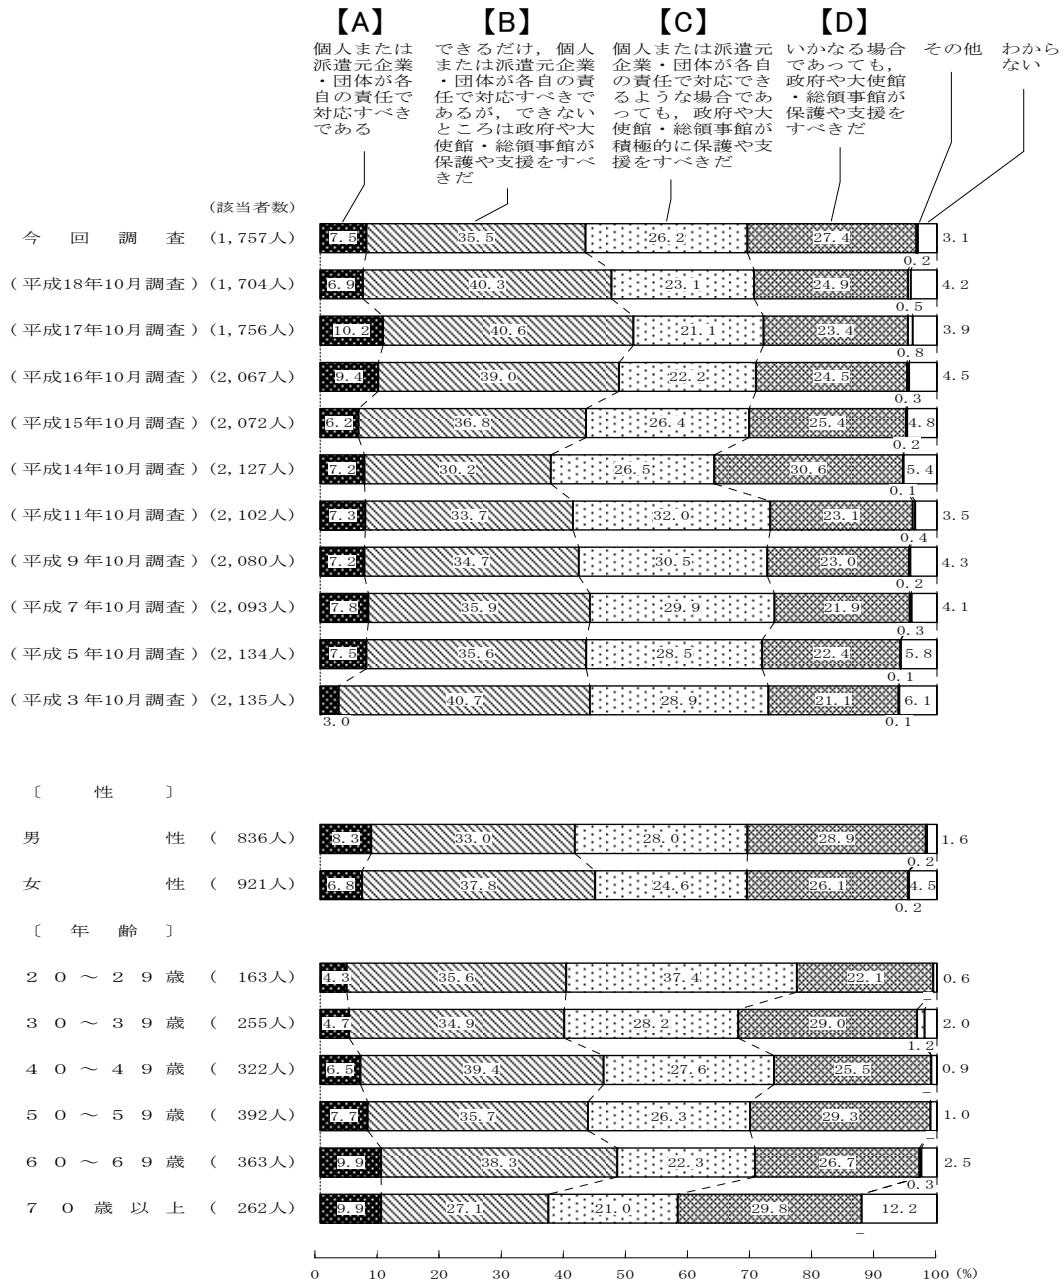 【A】 【B】 【C】 【D】
個人または
派遣元企業
・団体が各
自の責任で
対応すべき
である
できるだけ，個人
または派遣元企業
・団体が各自の責
任で対応すべきで
あるが，できない
ところは政府や大
使館・総領事館が
保護や支援をすべ
きだ
個人または派遣元
企業・団体が各自
の責任で対応でき
るような場合であ
っても，政府や大
使館・総領事館が
積極的に保護や支
援をすべきだ
いかなる場合
であっても，
政府や大使館
・総領事館が
保護や支援を
すべきだ
その他
わから
ない
(該当者数)
今回調査 (1,757人) 7.5 35.5 26.2 27.4 0.2 3.1
(平成18年10月調査) (1,704人) 6.9 40.3 23.1 24.9 0.5 4.2
(平成17年10月調査) (1,756人) 10.2 40.6 21.1 23.4 0.8 3.9
(平成16年10月調査) (2,067人) 9.4 39.0 22.2 24.5 0.3 4.5
(平成15年10月調査) (2,072人) 6.2 36.8 26.4 25.4 0.2 4.8
(平成14年10月調査) (2,127人) 7.2 30.2 26.5 30.6 0.1 5.4
(平成11年10月調査) (2,102人) 7.3 33.7 32.0 23.1 0.4 3.5
(平成9年10月調査) (2,080人) 7.2 34.7 30.5 23.0 0.2 4.3
(平成7年10月調査) (2,093人) 7.8 35.9 29.9 21.9 0.3 4.1
(平成5年10月調査) (2,134人) 7.5 35.6 28.5 22.4 0.1 5.8
(平成3年10月調査) (2,135人) 3.0 40.7 28.9 21.1 0.1 6.1
〔 性 〕
男性 ( 836人) 8.3 33.0 28.0 28.9 0.2 1.6
女性 ( 921人) 6.8 37.8 24.6 26.1 0.2 4.5
〔 年齢 〕
20～29歳 ( 163人) 4.3 35.6 37.4 22.1 － 0.6
30～39歳 ( 255人) 4.7 34.9 28.2 29.0 1.2 2.0
40～49歳 ( 322人) 6.5 39.4 27.6 25.5 － 0.9
50～59歳 ( 392人) 7.7 35.7 26.3 29.3 － 1.0
60～69歳 ( 363人) 9.9 38.3 22.3 26.7 0.3 2.5
70歳以上 ( 262人) 9.9 27.1 21.0 29.8 － 12.2
0 10 20 30 40 50 60 70 80 90 100 (%)